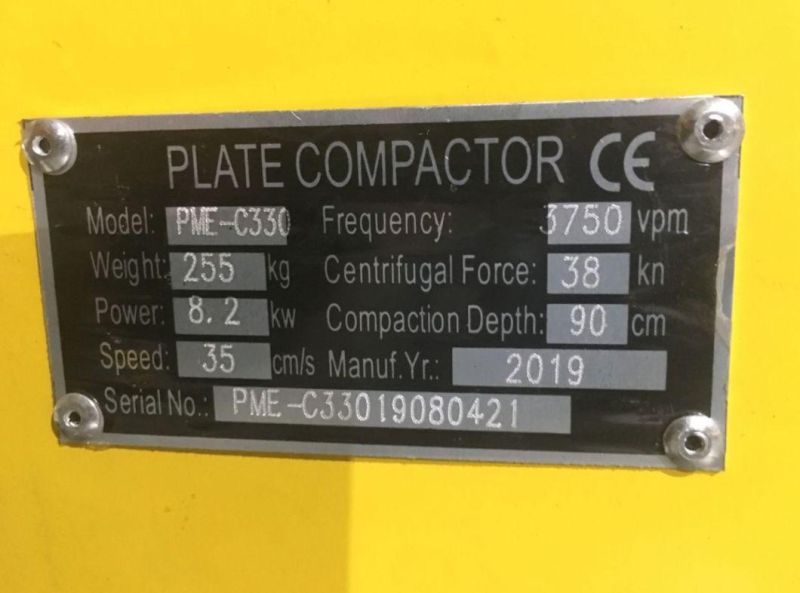 PLATE COMPACTOR CE
Model: PME-C330 Frequency: 3750 vpm
Weight: 255 kg Centrifugal Force: 38 kn
Power: 8.2 kw Compaction Depth: 90 cm
Speed: 35 cm/s Manuf.Yr.: 2019
Serial No.: PME-C33019080421